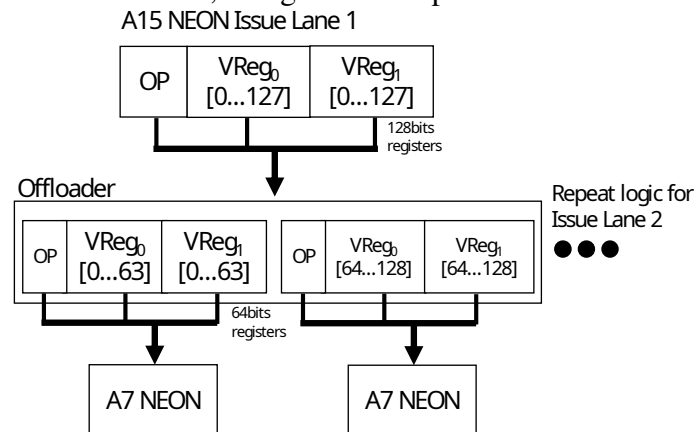 A15 NEON Issue Lane 1
OP
VReg0
[0...127]
VReg1
[0...127]
128bits
registers
Offloader
Repeat logic for
Issue Lane 2
OP
VReg0
[0...63]
VReg1
[0...63]
OP
VReg0
[64...128]
VReg1
[64...128]
64bits
registers
A7 NEON
A7 NEON